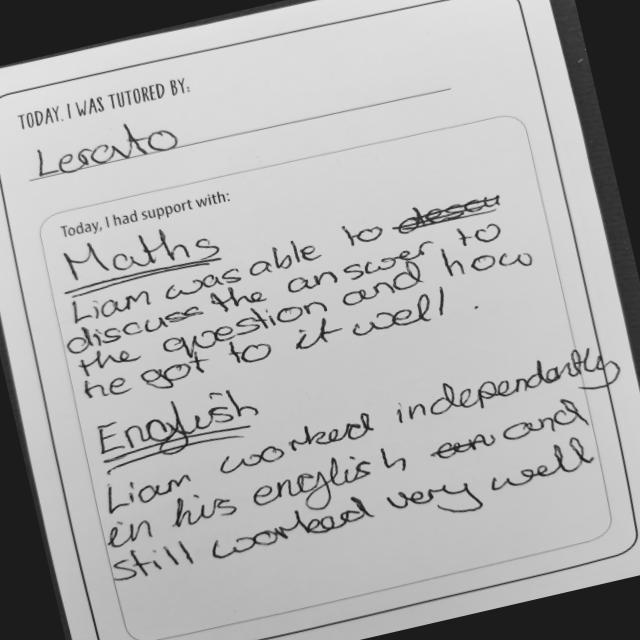 TODAY, I WAS TUTORED BY:
Lerato
Today, I had support with:
Maths
Liam was able to
discuss the answer to
the question and how
he got to it well.
English
Liam worked independantly
in his english and
still worked very well